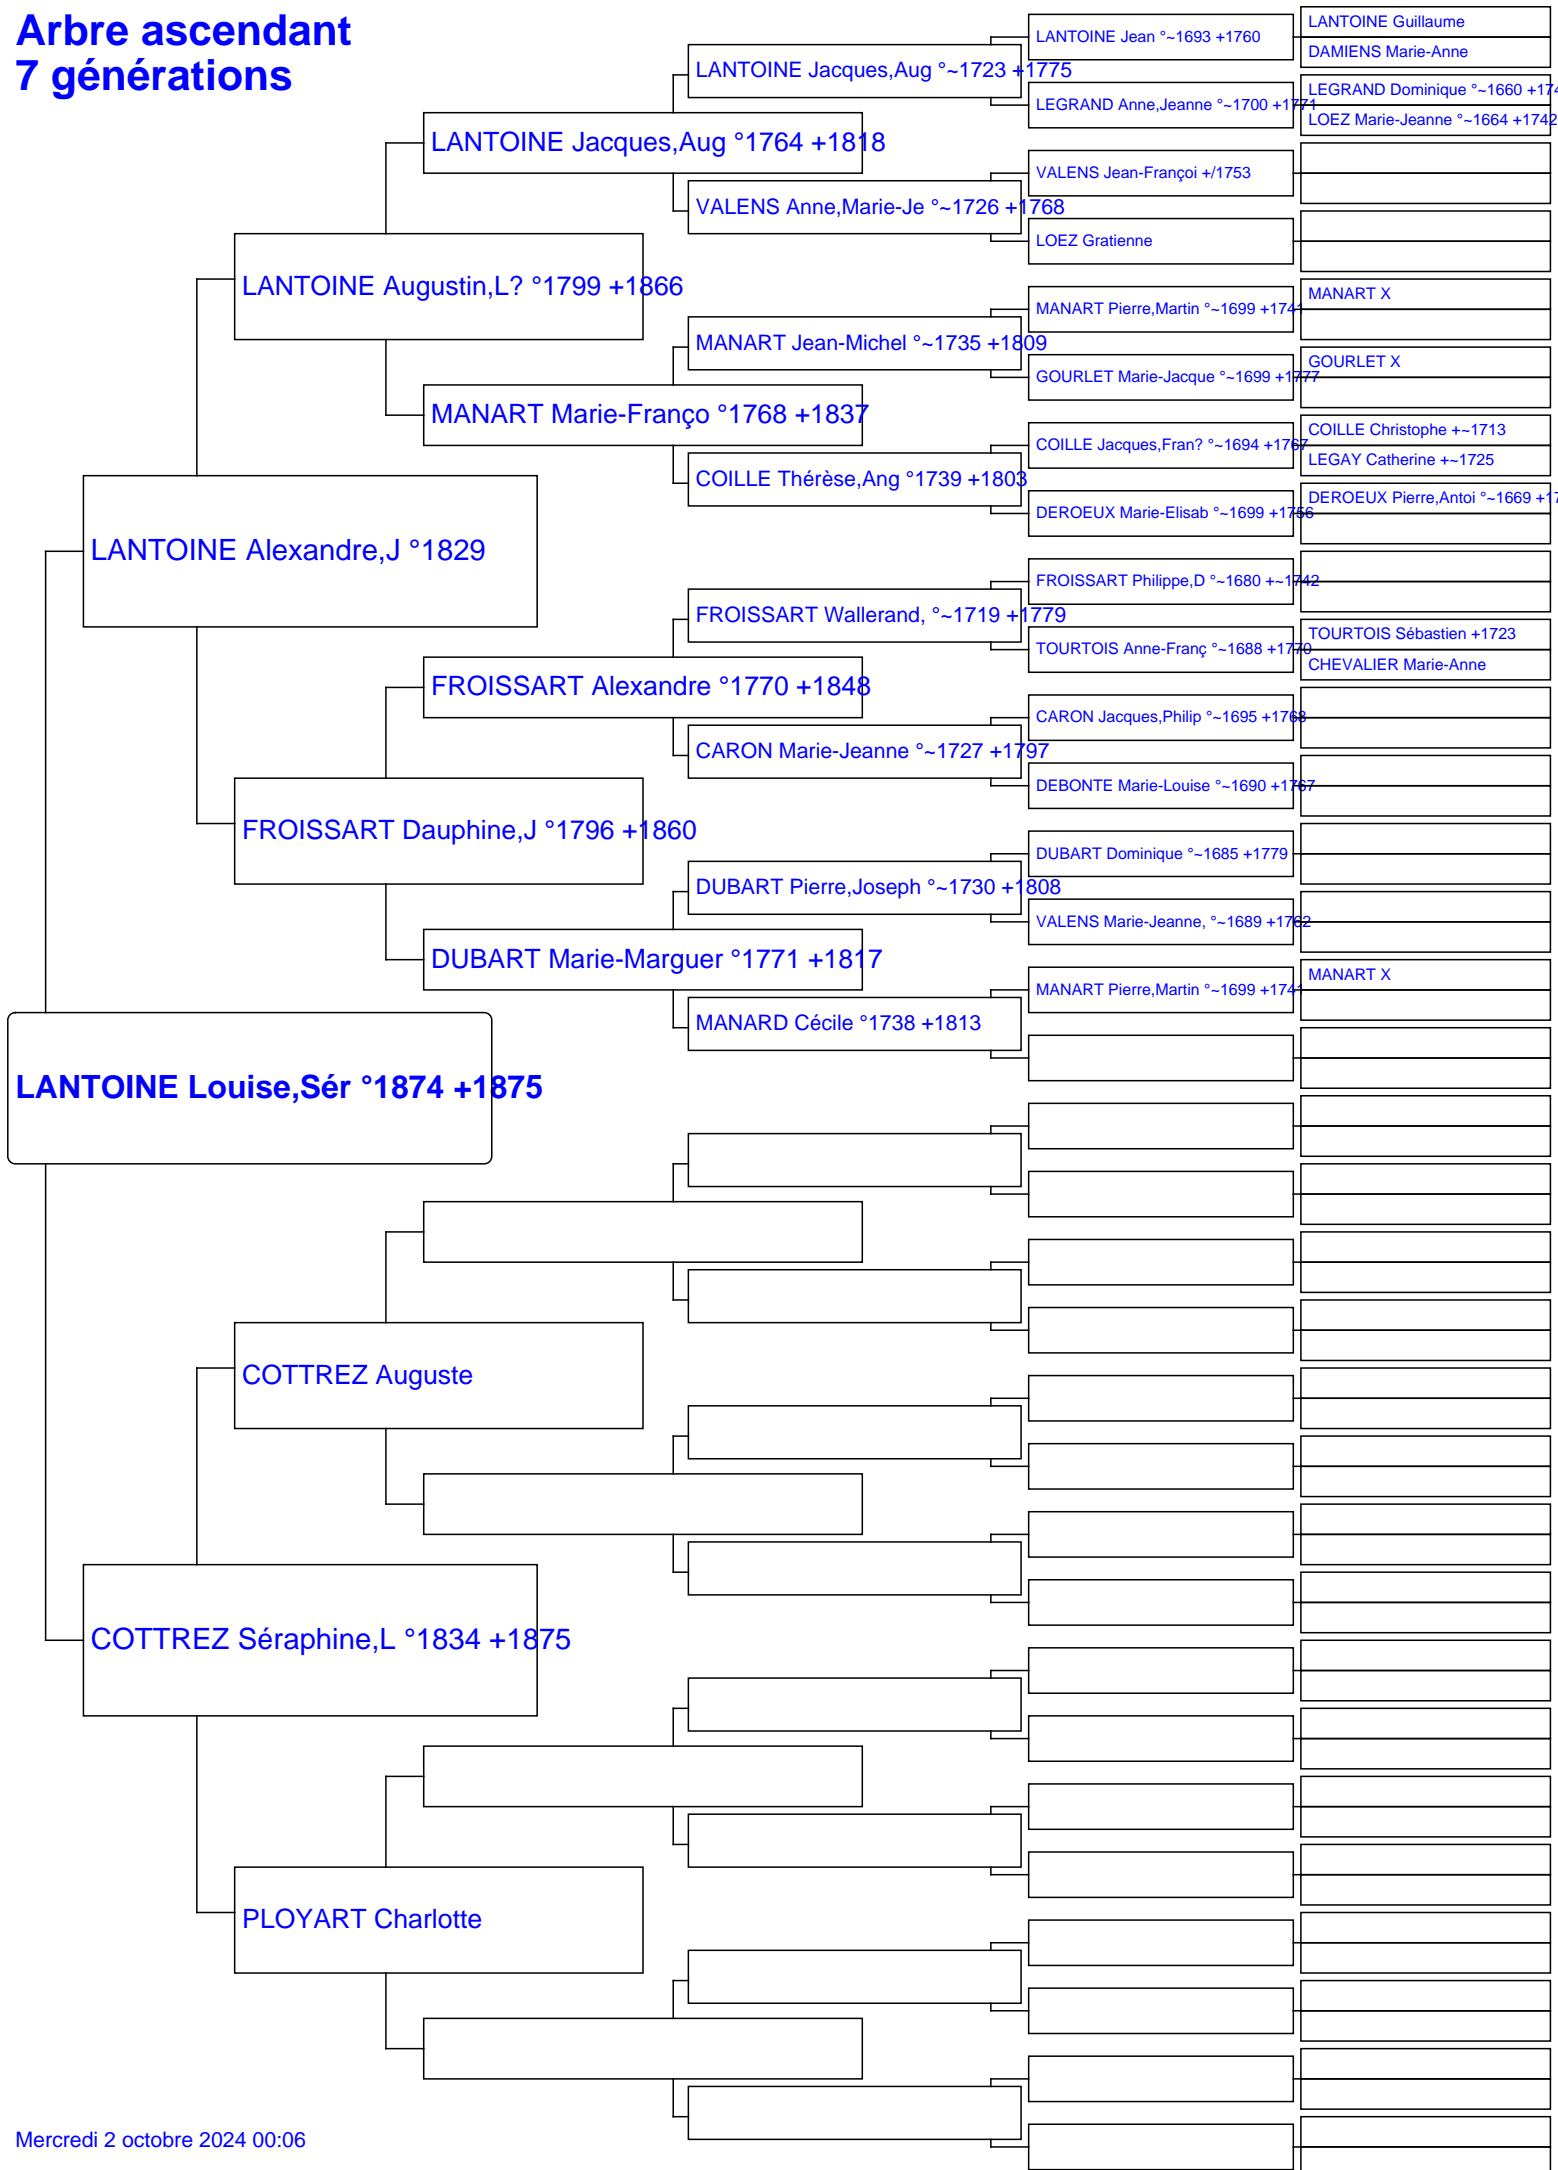 Arbre ascendant
7 générations
LANTOINE Louise,Sér °1874 +1875
LANTOINE Alexandre,J °1829
COTTREZ Séraphine,L °1834 +1875
LANTOINE Augustin,L? °1799 +1866
FROISSART Dauphine,J °1796 +1860
COTTREZ Auguste
PLOYART Charlotte
LANTOINE Jacques,Aug °1764 +1818
MANART Marie-Franço °1768 +1837
FROISSART Alexandre °1770 +1848
DUBART Marie-Marguer °1771 +1817
LANTOINE Jacques,Aug °~1723 +1775
VALENS Anne,Marie-Je °~1726 +1768
MANART Jean-Michel °~1735 +1809
COILLE Thérèse,Ang °1739 +1803
FROISSART Wallerand, °~1719 +1779
CARON Marie-Jeanne °~1727 +1797
DUBART Pierre,Joseph °~1730 +1808
MANARD Cécile °1738 +1813
LANTOINE Jean °~1693 +1760
LEGRAND Anne,Jeanne °~1700 +1771
VALENS Jean-Françoi +/1753
LOEZ Gratienne
MANART Pierre,Martin °~1699 +1741
GOURLET Marie-Jacque °~1699 +1777
COILLE Jacques,Fran? °~1694 +1767
DEROEUX Marie-Elisab °~1699 +1756
FROISSART Philippe,D °~1680 +~1742
TOURTOIS Anne-Franç °~1688 +1770
CARON Jacques,Philip °~1695 +1768
DEBONTE Marie-Louise °~1690 +1767
DUBART Dominique °~1685 +1779
VALENS Marie-Jeanne, °~1689 +1762
MANART Pierre,Martin °~1699 +1741
LANTOINE Guillaume
DAMIENS Marie-Anne
LEGRAND Dominique °~1660 +174
LOEZ Marie-Jeanne °~1664 +1742
MANART X
GOURLET X
COILLE Christophe +~1713
LEGAY Catherine +~1725
DEROEUX Pierre,Antoi °~1669 +17
TOURTOIS Sébastien +1723
CHEVALIER Marie-Anne
MANART X
Mercredi 2 octobre 2024 00:06